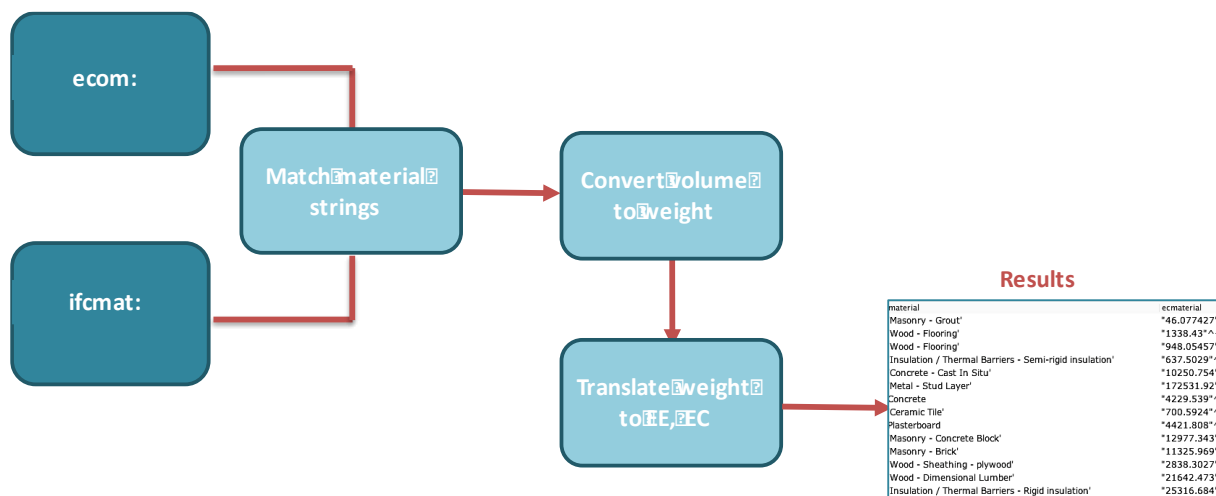 ecom:
Match material
strings
Convert volume
to weight
ifcmat:
Translate weight
to EE, EC
Results
material ecmaterial
Masonry - Grout' "46.077427"
Wood - Flooring' "1338.43"^
Wood - Flooring' "948.05457"
Insulation / Thermal Barriers - Semi-rigid insulation' "637.5029"^
Concrete - Cast In Situ' "10250.754"
Metal - Stud Layer' "172531.92"
Concrete "4229.539"^
Ceramic Tile' "700.5924"^
Plasterboard "4421.808"^
Masonry - Concrete Block' "12977.343"
Masonry - Brick' "11325.969"
Wood - Sheathing - plywood' "2838.3027"
Wood - Dimensional Lumber' "21642.473"
Insulation / Thermal Barriers - Rigid insulation' "25316.684"